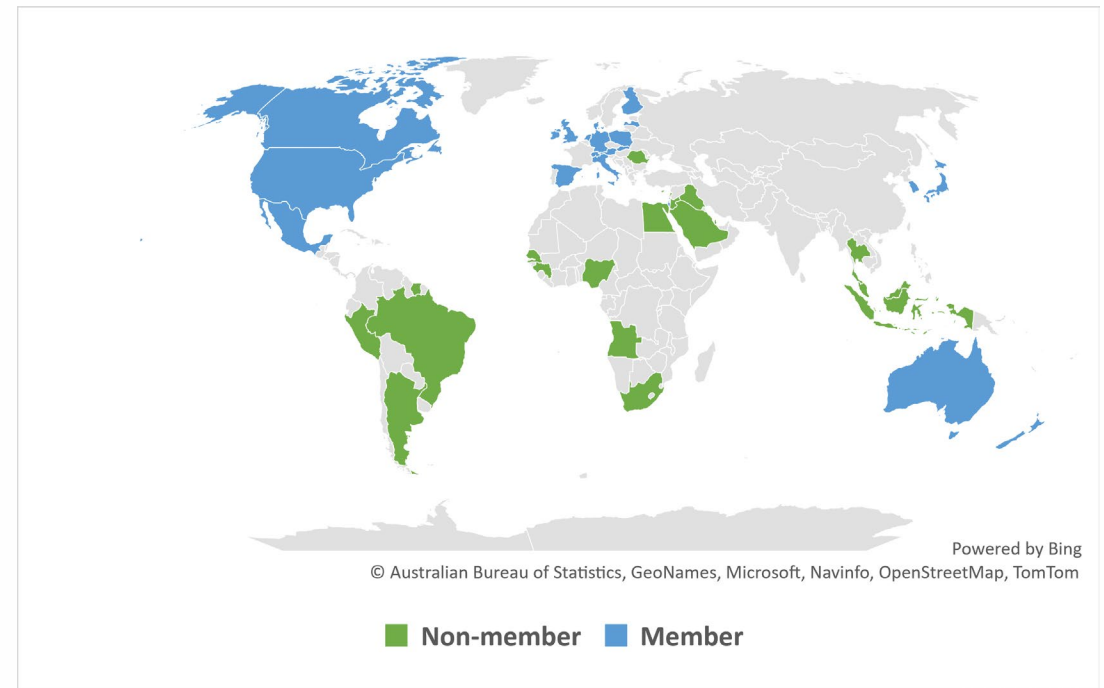 Powered by Bing
© Australian Bureau of Statistics, GeoNames, Microsoft, Navinfo, OpenStreetMap, TomTom
Non-member Member